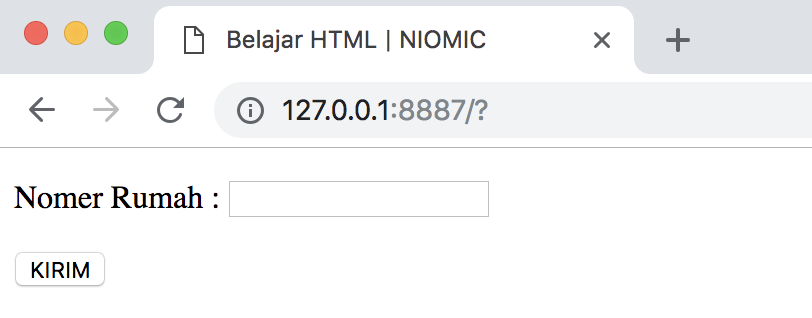 Belajar HTML | NIOMIC
127.0.0.1:8887/?
Nomer Rumah :
KIRIM